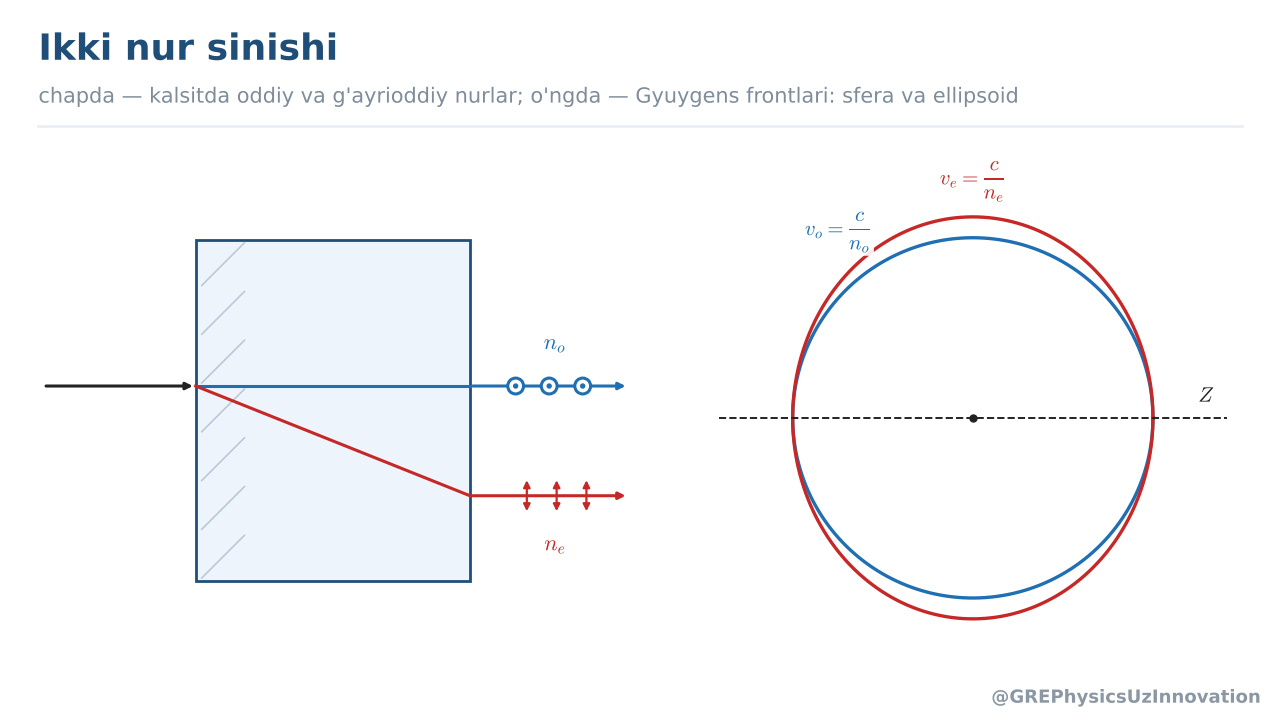 Ikki nur sinishi
chapda — kalsitda oddiy va g'ayrioddiy nurlar; o'ngda — Gyuygens frontlari: sfera va ellipsoid
v_e = c/n_e
v_o = c/n_o
n_o
Z
n_e
@GREPhysicsUzInnovation